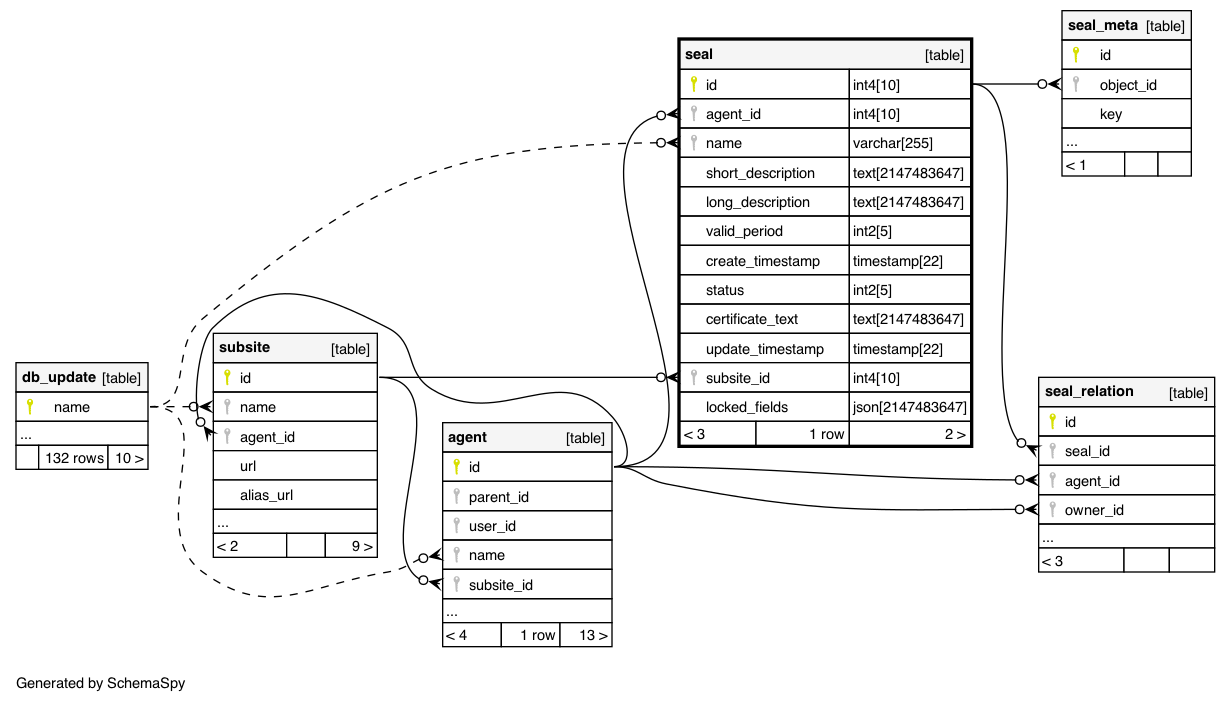 seal_meta [table]
id
object_id
key
...
< 1
seal [table]
id int4[10]
agent_id int4[10]
name varchar[255]
short_description text[2147483647]
long_description text[2147483647]
valid_period int2[5]
create_timestamp timestamp[22]
status int2[5]
certificate_text text[2147483647]
update_timestamp timestamp[22]
subsite_id int4[10]
locked_fields json[2147483647]
< 3 1 row 2 >
subsite [table]
id
name
agent_id
url
alias_url
...
< 2 9 >
db_update [table]
name
...
132 rows 10 >
agent [table]
id
parent_id
user_id
name
subsite_id
...
< 4 1 row 13 >
seal_relation [table]
id
seal_id
agent_id
owner_id
...
< 3
Generated by SchemaSpy